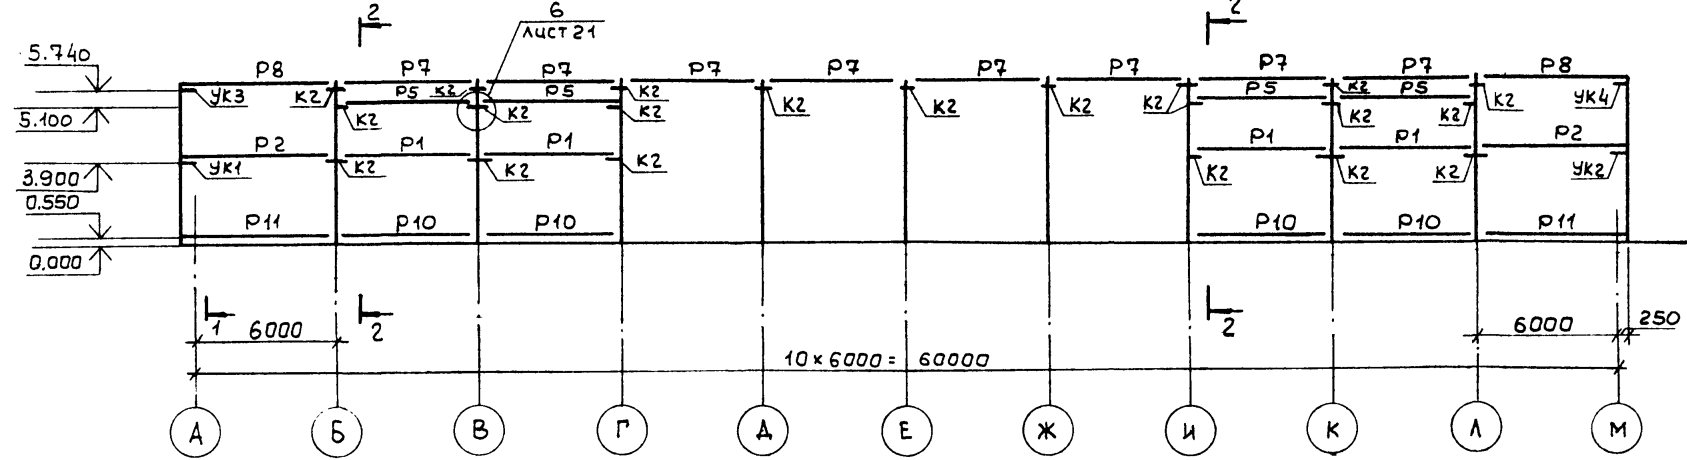 2 6 2
ЛИСТ 21
5.740 Р8 Р7 Р7 Р7 Р7 Р7 Р7 Р7 Р7 Р8
УК3 К2 Р5 К2 Р5 К2 К2 К2 К2 К2 Р5 К2 Р5 К2 УК4
5.100 К2 К2 К2 К2 К2
Р2 Р1 Р1 Р1 Р1 Р2
3.900 УК1 К2 К2 К2 К2 К2 К2 УК2
0.550 Р11 Р10 Р10 Р10 Р10 Р11
0.000
1 6000 2 2 6000 250
10×6000= 60000
А Б В Г Д Е Ж И К Л М